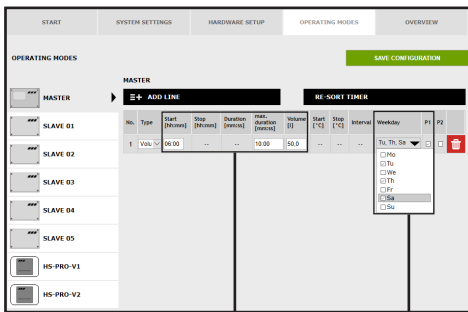 START SYSTEM SETTINGS HARDWARE SETUP OPERATING MODES OVERVIEW
OPERATING MODES SAVE CONFIGURATION
MASTER
MASTER ADD LINE RE-SORT TIMER
No. Type Start [hh:mm] Stop [hh:mm] Duration [mm:ss] max. duration [mm:ss] Volume [l] Start [°C] Stop [°C] Interval Weekday P1 P2
1 Volu 06:00 -- -- 10:00 50,0 -- -- -- Tu, Th, Sa
Mo
Tu
We
Th
Fr
Sa
Su
SLAVE 01
SLAVE 02
SLAVE 03
SLAVE 04
SLAVE 05
HS-PRO-V1
HS-PRO-V2